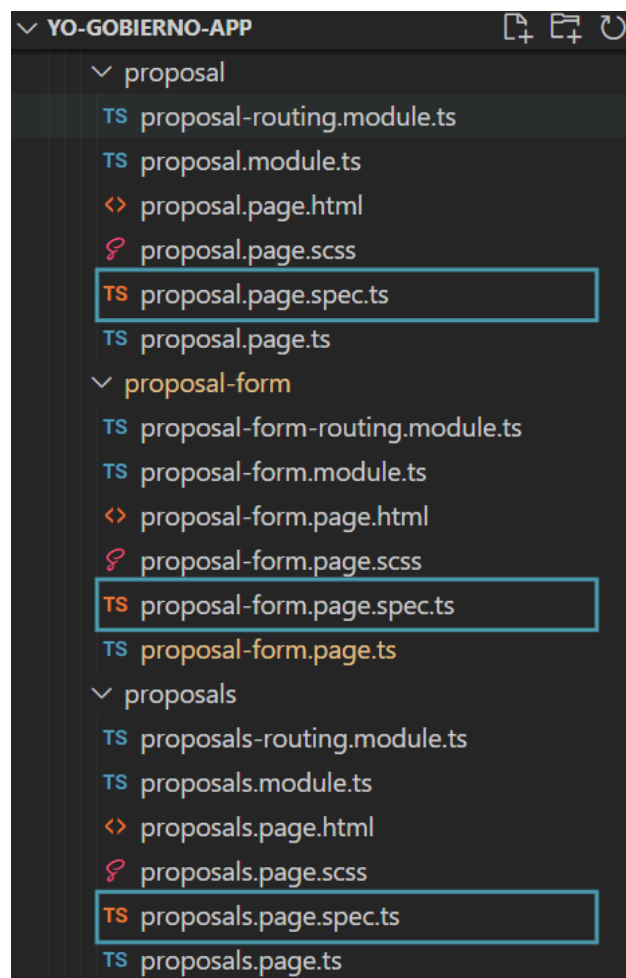 YO-GOBIERNO-APP
proposal
TS proposal-routing.module.ts
TS proposal.module.ts
<> proposal.page.html
proposal.page.scss
TS proposal.page.spec.ts
TS proposal.page.ts
proposal-form
TS proposal-form-routing.module.ts
TS proposal-form.module.ts
<> proposal-form.page.html
proposal-form.page.scss
TS proposal-form.page.spec.ts
TS proposal-form.page.ts
proposals
TS proposals-routing.module.ts
TS proposals.module.ts
<> proposals.page.html
proposals.page.scss
TS proposals.page.spec.ts
TS proposals.page.ts